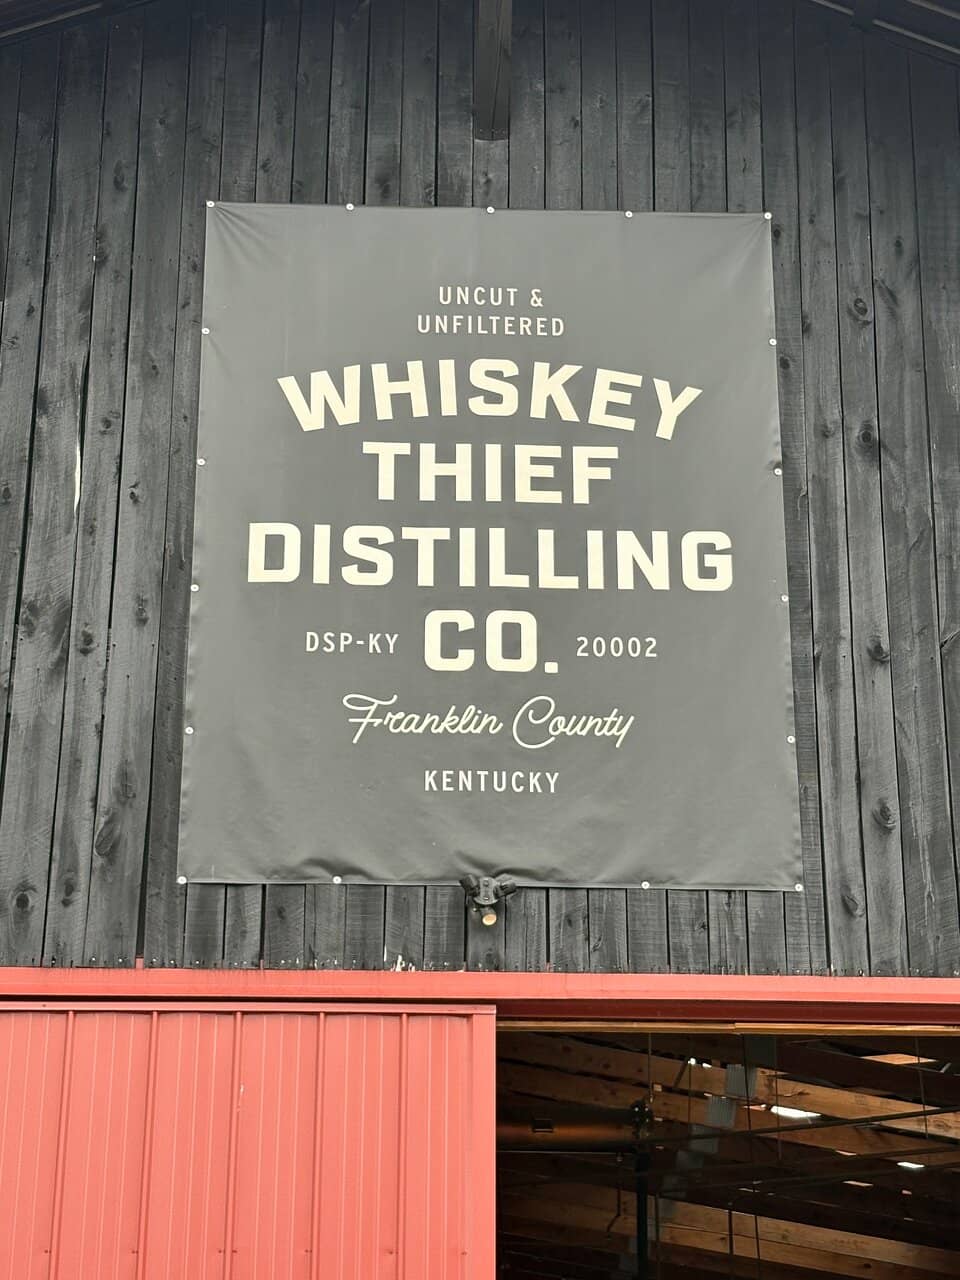 UNCUT &
UNFILTERED
WHISKEY
THIEF
DISTILLING
DSP-KY CO. 20002
Franklin County
KENTUCKY